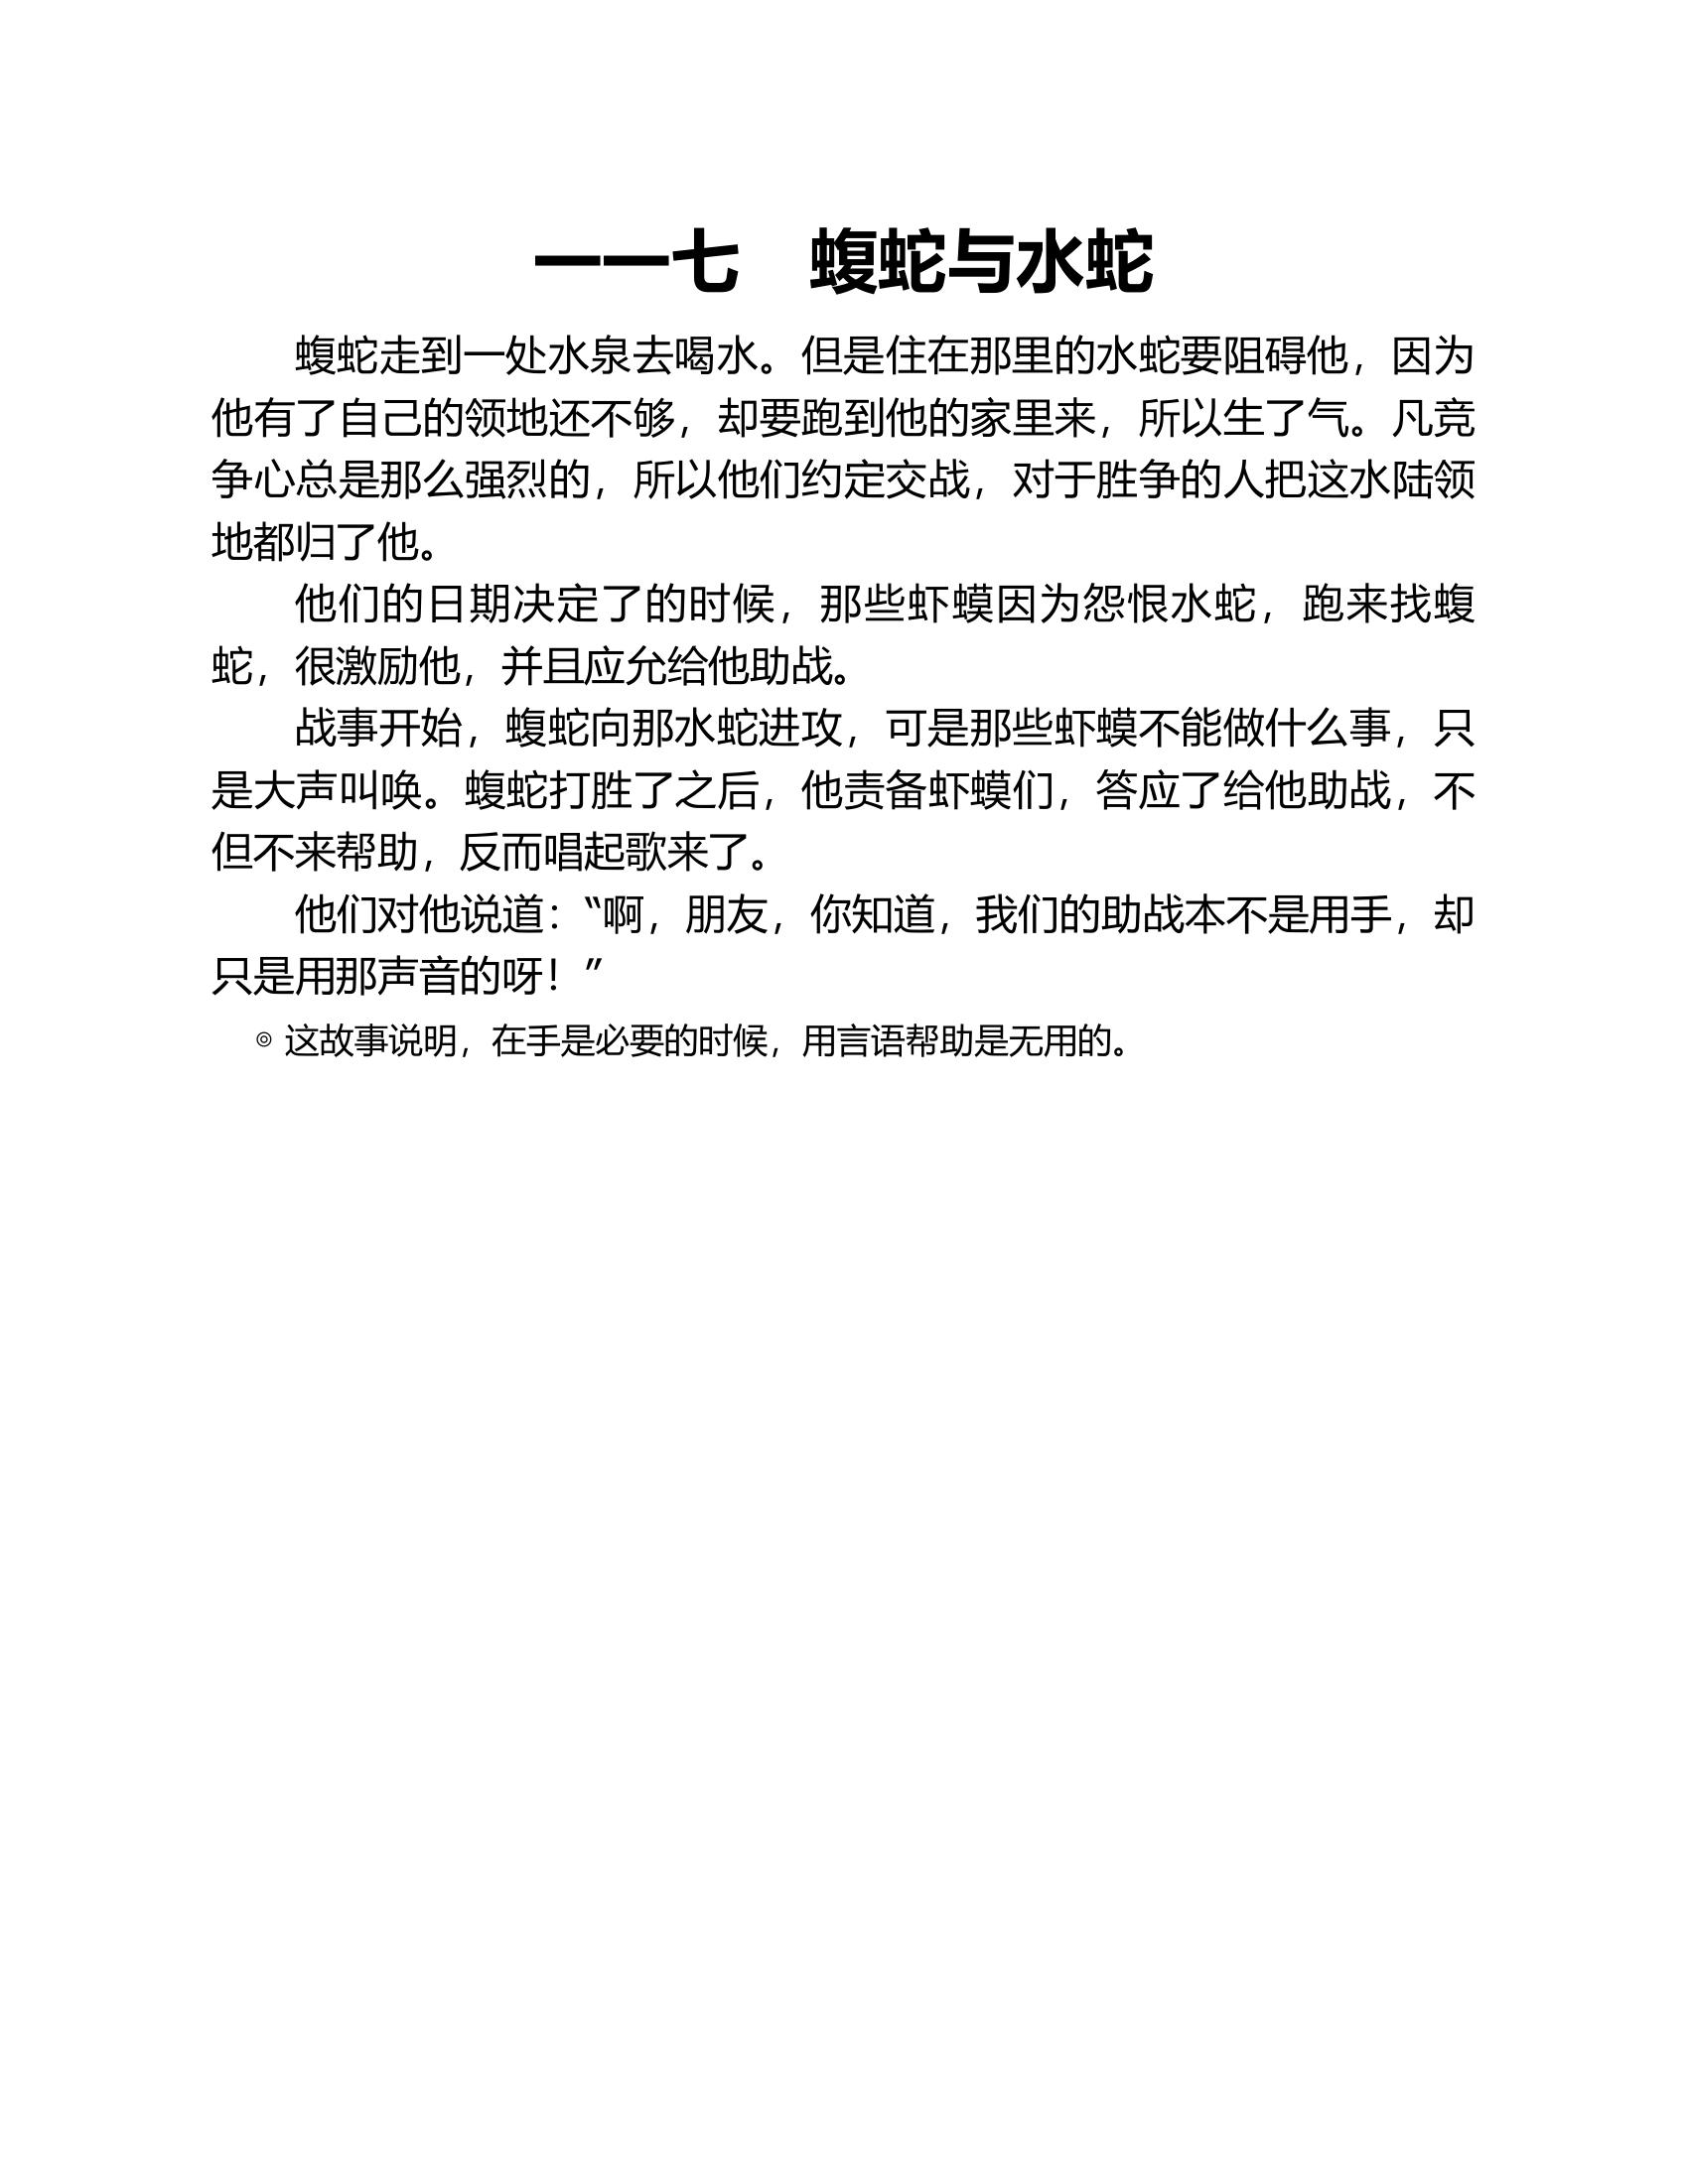 一一七　蝮蛇与水蛇
蝮蛇走到一处水泉去喝水。但是住在那里的水蛇要阻碍他，因为
他有了自己的领地还不够，却要跑到他的家里来，所以生了气。凡竞
争心总是那么强烈的，所以他们约定交战，对于胜争的人把这水陆领
地都归了他。
他们的日期决定了的时候，那些虾蟆因为怨恨水蛇，跑来找蝮
蛇，很激励他，并且应允给他助战。
战事开始，蝮蛇向那水蛇进攻，可是那些虾蟆不能做什么事，只
是大声叫唤。蝮蛇打胜了之后，他责备虾蟆们，答应了给他助战，不
但不来帮助，反而唱起歌来了。
他们对他说道：“啊，朋友，你知道，我们的助战本不是用手，却
只是用那声音的呀！”
◎ 这故事说明，在手是必要的时候，用言语帮助是无用的。